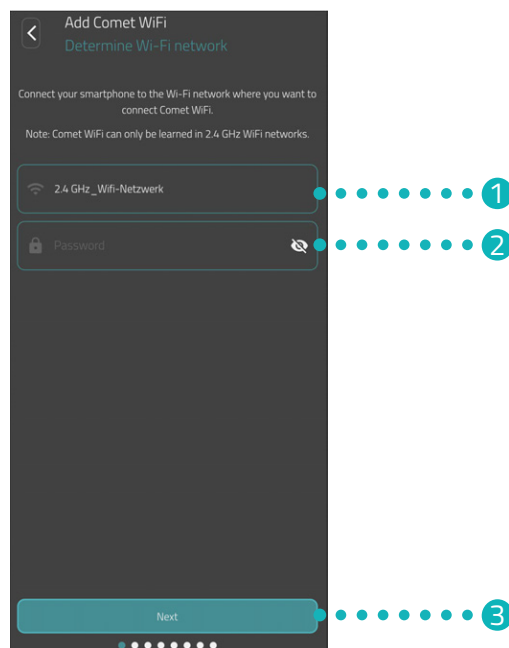 Add Comet WiFi
Determine Wi-Fi network
Connect your smartphone to the Wi-Fi network where you want to
connect Comet WiFi.
Note: Comet WiFi can only be learned in 2.4 GHz WiFi networks.
2.4 GHz_Wifi-Netzwerk
1
Password
2
Next
3